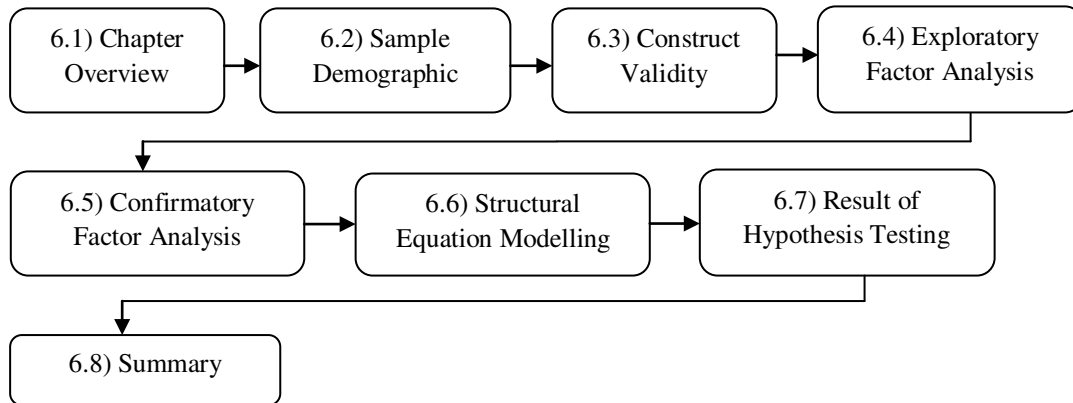 6.1) Chapter
Overview
6.2) Sample
Demographic
6.3) Construct
Validity
6.4) Exploratory
Factor Analysis
6.5) Confirmatory
Factor Analysis
6.6) Structural
Equation Modelling
6.7) Result of
Hypothesis Testing
6.8) Summary